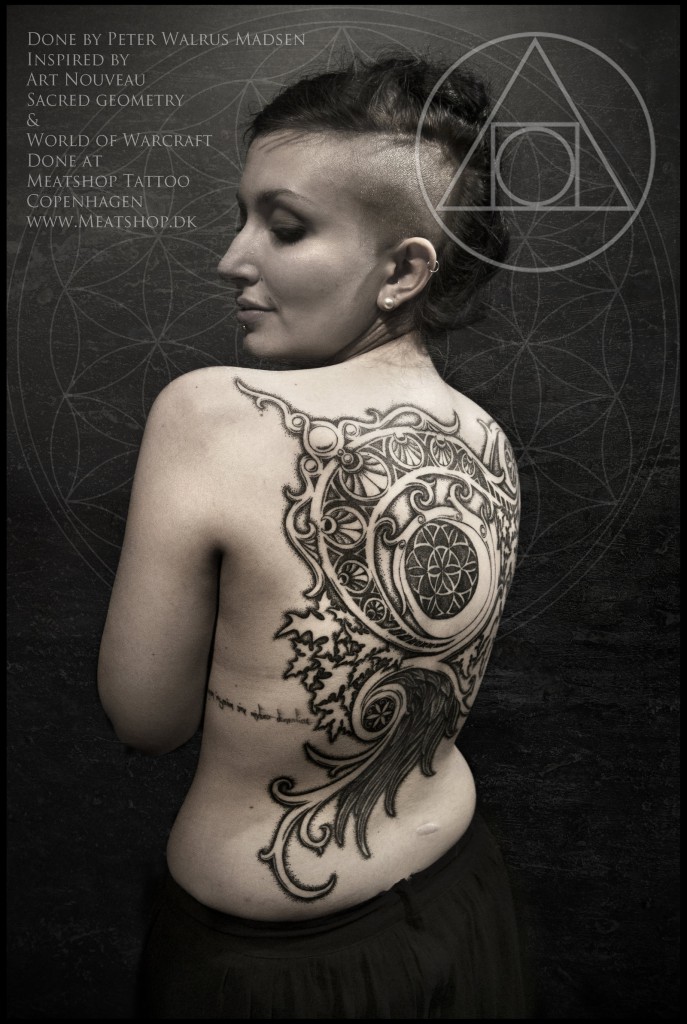 Done by Peter Walrus Madsen
Inspired by
Art Nouveau
Sacred geometry
&
World of Warcraft
Done at
Meatshop Tattoo
Copenhagen
www.Meatshop.dk